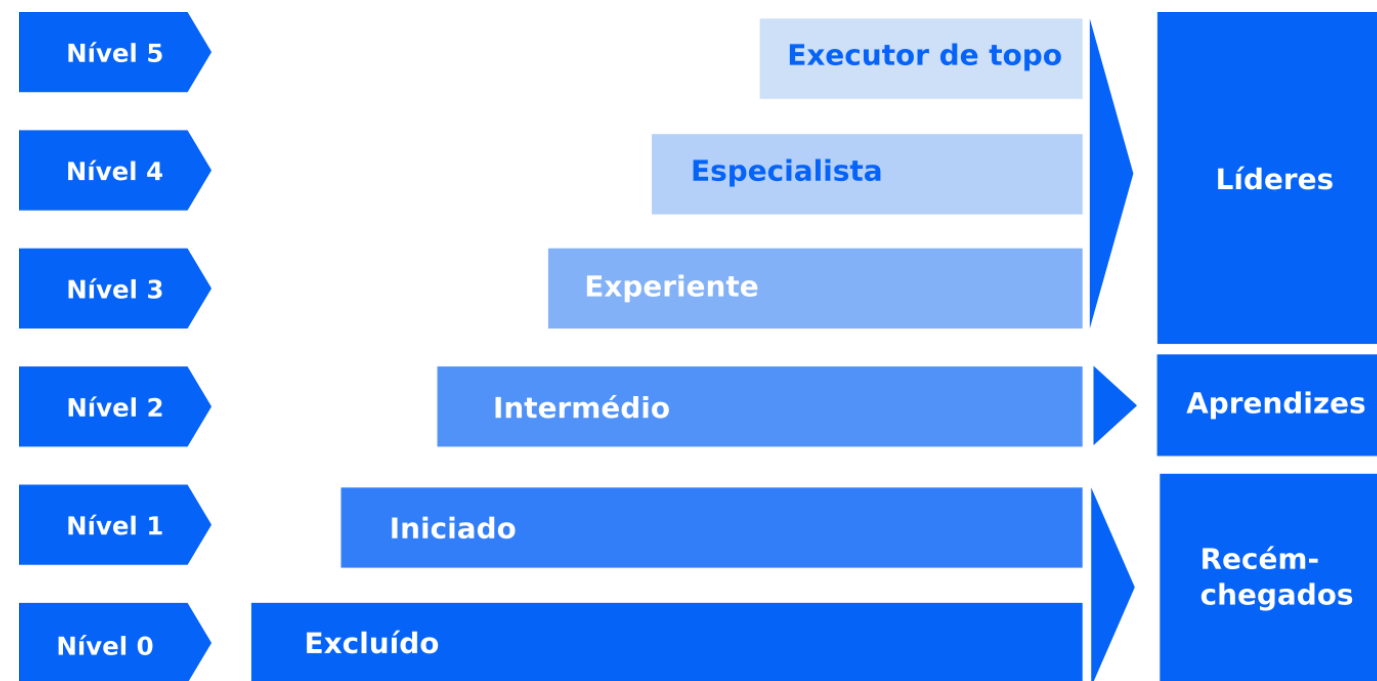 Nível 5
Executor de topo
Nível 4
Especialista
Líderes
Nível 3
Experiente
Nível 2
Intermédio
Aprendizes
Nível 1
Iniciado
Recém-
chegados
Nível 0
Excluído